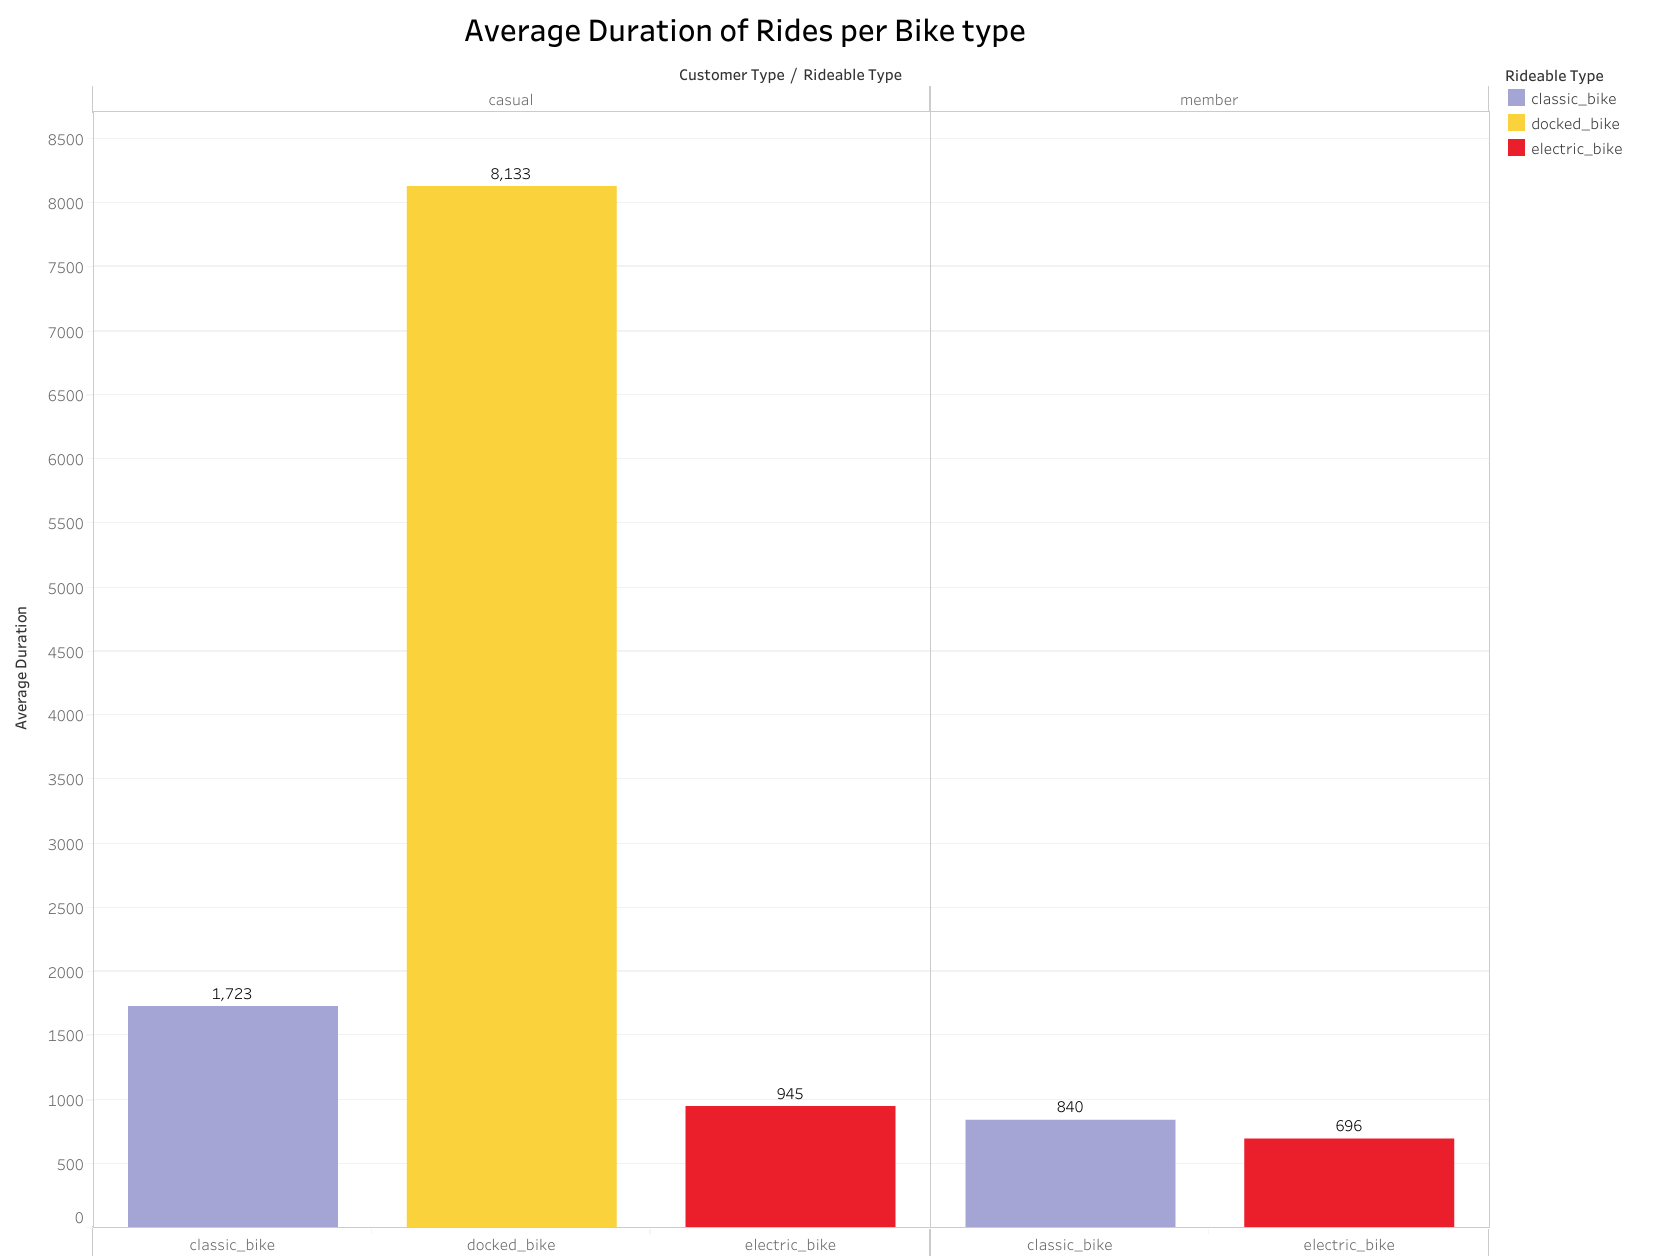 Average Duration of Rides per Bike type
Customer Type / Rideable Type
casual
member
Rideable Type
classic_bike
docked_bike
electric_bike
Average Duration
8500
8000
7500
7000
6500
6000
5500
5000
4500
4000
3500
3000
2500
2000
1500
1000
500
0
1,723
8,133
945
840
696
classic_bike
docked_bike
electric_bike
classic_bike
electric_bike